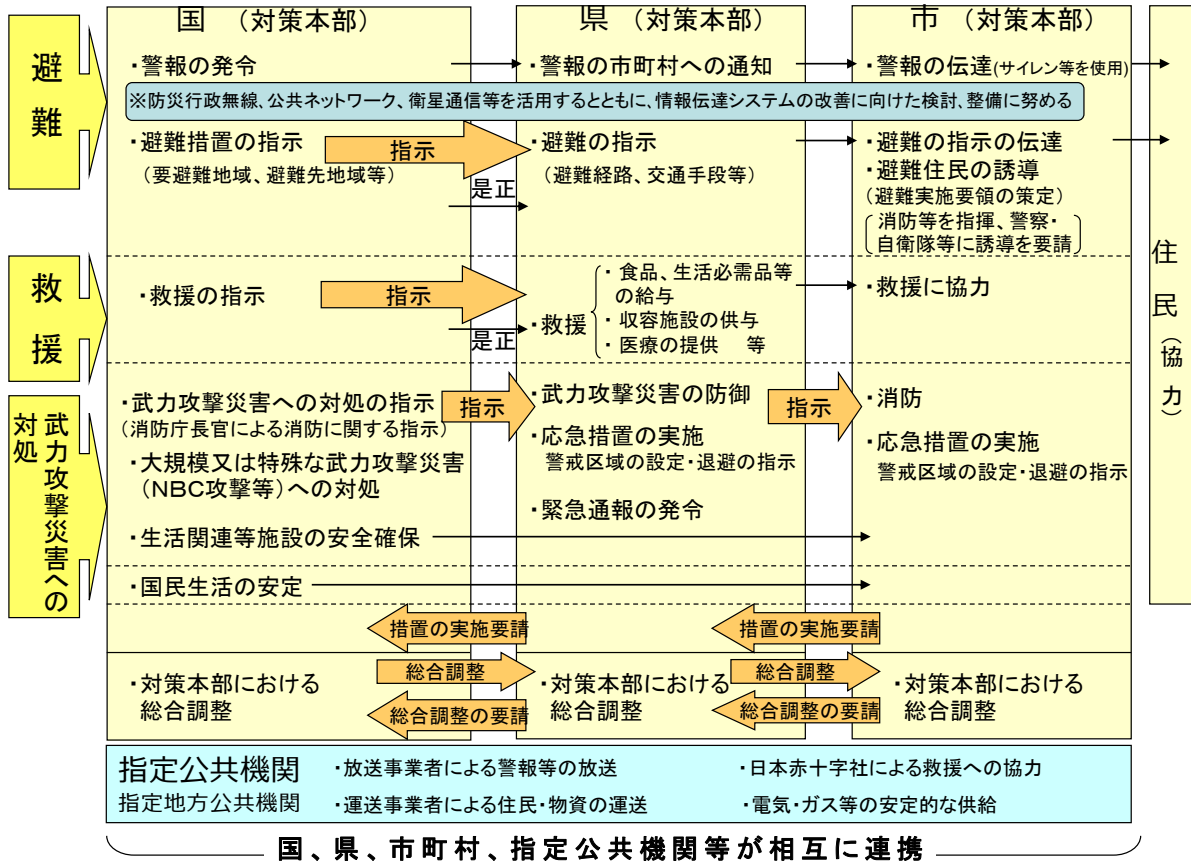 国 (対策本部)
県 (対策本部)
市 (対策本部)
避難
・警報の発令
・警報の市町村への通知
・警報の伝達(サイレン等を使用)
※防災行政無線、公共ネットワーク、衛星通信等を活用するとともに、情報伝達システムの改善に向けた検討、整備に努める
・避難措置の指示
(要避難地域、避難先地域等)
指示
是正
・避難の指示
(避難経路、交通手段等)
・避難の指示の伝達
・避難住民の誘導
(避難実施要領の策定)
消防等を指揮、警察・
自衛隊等に誘導を要請
救援
・救援の指示
指示
是正
・救援
・食品、生活必需品等
の給与
・収容施設の供与
・医療の提供 等
・救援に協力
住民(協力)
武力攻撃災害への
対処
・武力攻撃災害への対処の指示
(消防庁長官による消防に関する指示)
・大規模又は特殊な武力攻撃災害
(NBC攻撃等)への対処
・生活関連等施設の安全確保
・国民生活の安定
指示
・武力攻撃災害の防御
・応急措置の実施
警戒区域の設定・退避の指示
・緊急通報の発令
指示
・消防
・応急措置の実施
警戒区域の設定・退避の指示
措置の実施要請
措置の実施要請
・対策本部における
総合調整
総合調整
総合調整の要請
・対策本部における
総合調整
総合調整
総合調整の要請
・対策本部における
総合調整
指定公共機関
指定地方公共機関
・放送事業者による警報等の放送
・日本赤十字社による救援への協力
・運送事業者による住民・物資の運送
・電気・ガス等の安定的な供給
国、県、市町村、指定公共機関等が相互に連携